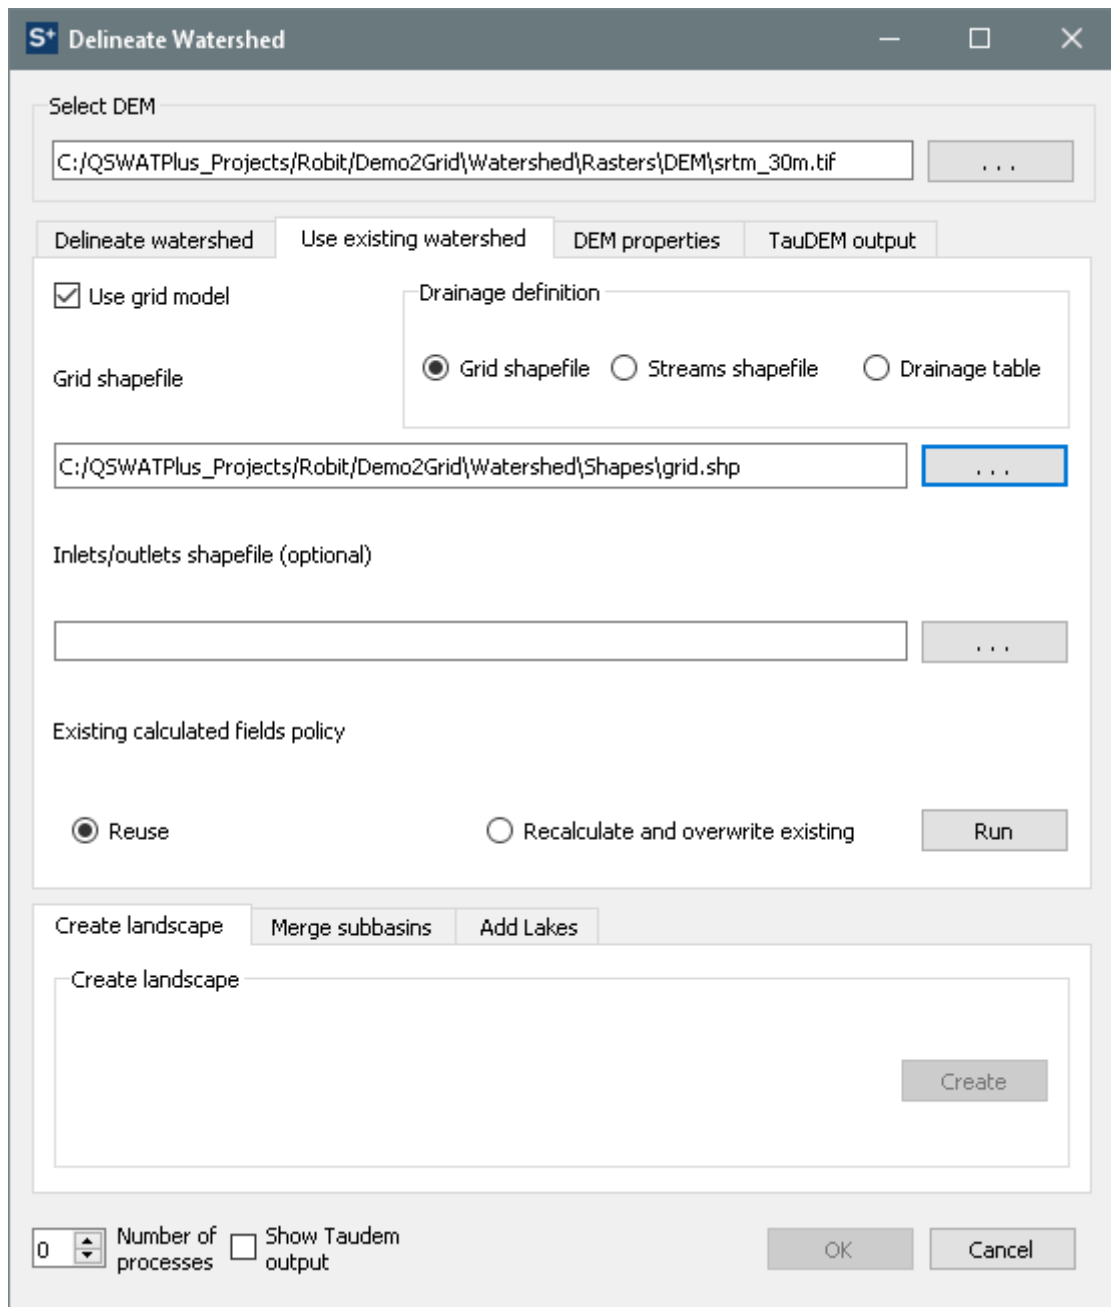 S+ Delineate Watershed
Select DEM
C:/QSWATPlus_Projects/Robit/Demo2Grid\Watershed\Rasters\DEM\srtm_30m.tif
. . .
Delineate watershed Use existing watershed DEM properties TauDEM output
Use grid model
Drainage definition
Grid shapefile Streams shapefile Drainage table
Grid shapefile
C:/QSWATPlus_Projects/Robit/Demo2Grid\Watershed\Shapes\grid.shp
. . .
Inlets/outlets shapefile (optional)
. . .
Existing calculated fields policy
Reuse Recalculate and overwrite existing Run
Create landscape Merge subbasins Add Lakes
Create landscape
Create
0
Number of
processes
Show Taudem
output
OK Cancel